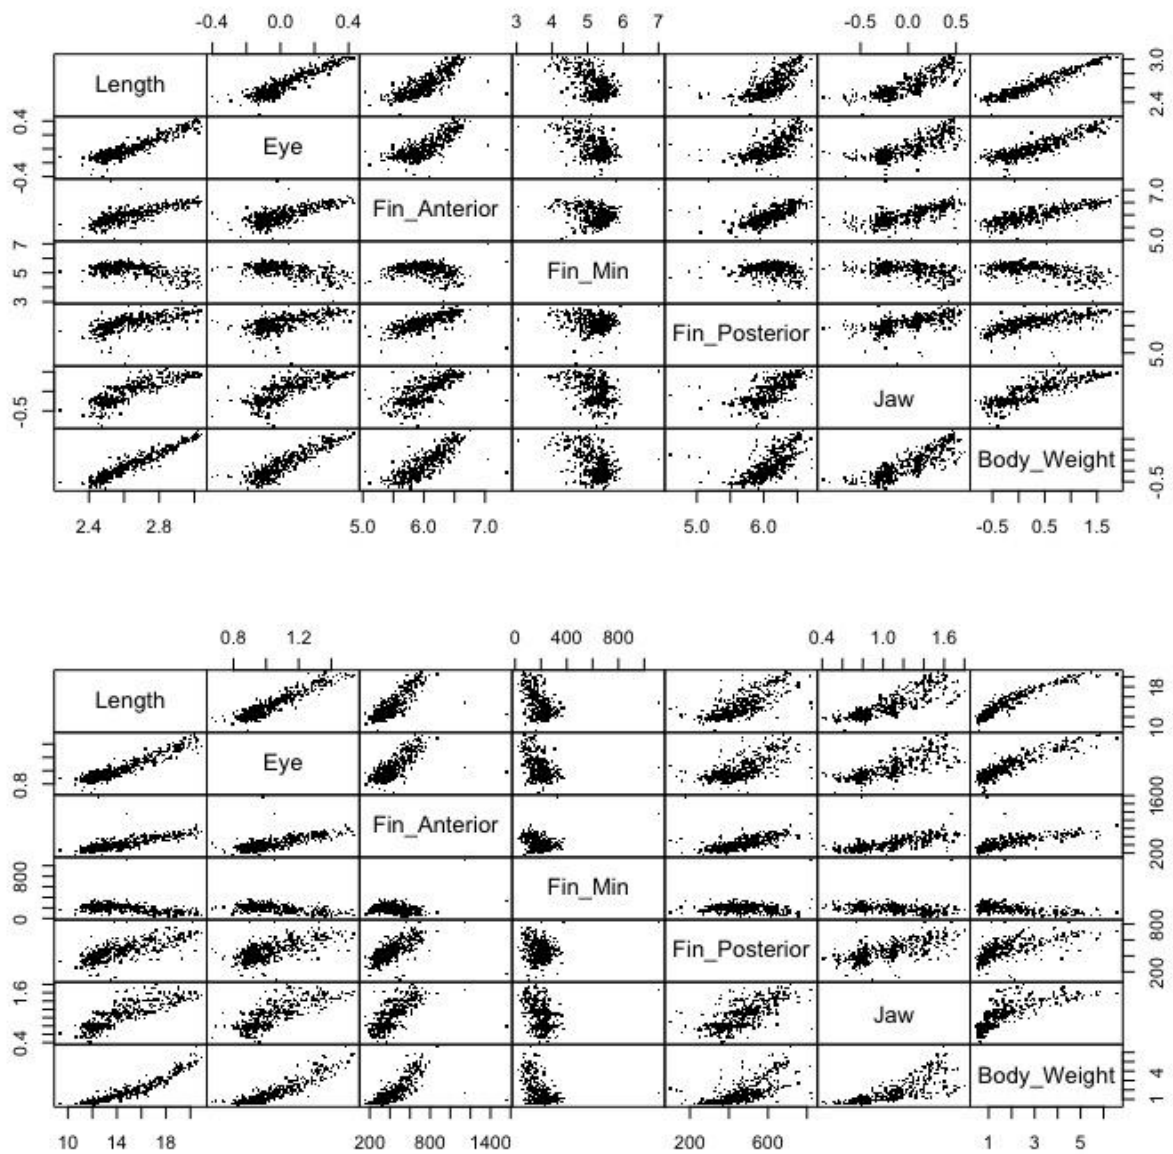 -0.4 0.0 0.4 3 4 5 6 7 -0.5 0.0 0.5
Length 2.4 3.0
-0.4 0.4 Eye
Fin_Anterior 5.0 7.0
3 5 7 Fin_Min
Fin_Posterior 5.0
-0.5 Jaw
Body_Weight -0.5
2.4 2.8 5.0 6.0 7.0 5.0 6.0 -0.5 0.5 1.5
0.8 1.2 0 400 800 0.4 1.0 1.6
Length 10 18
0.8 Eye
Fin_Anterior 200 1600
0 800 Fin_Min
Fin_Posterior 200 800
0.4 1.6 Jaw
Body_Weight 1 4
10 14 18 200 800 1400 200 600 1 3 5